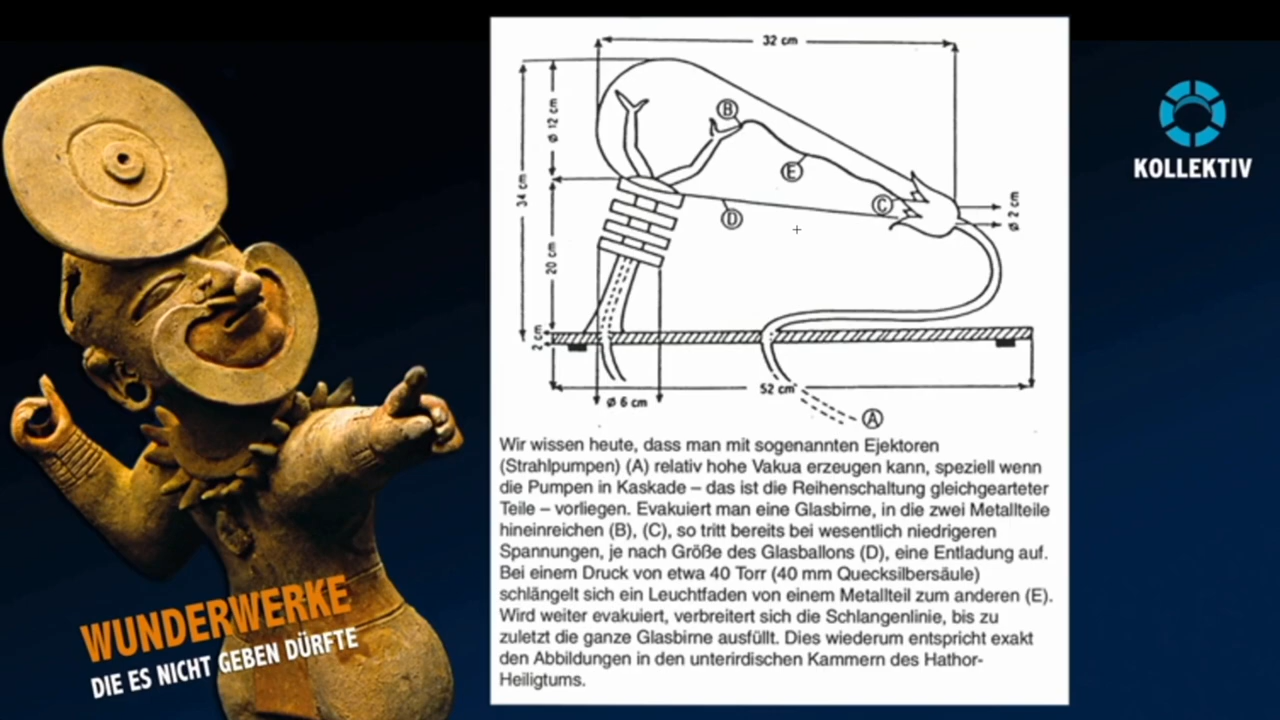 32 cm
Ø 12 cm
34 cm
20 cm
2 cm
B
E
C
D
Ø 2 cm
52 cm
Ø 6 cm
A
Wir wissen heute, dass man mit sogenannten Ejektoren
(Strahlpumpen) (A) relativ hohe Vakua erzeugen kann, speziell wenn
die Pumpen in Kaskade – das ist die Reihenschaltung gleichgearteter
Teile – vorliegen. Evakuiert man eine Glasbirne, in die zwei Metallteile
hineinreichen (B), (C), so tritt bereits bei wesentlich niedrigeren
Spannungen, je nach Größe des Glasballons (D), eine Entladung auf.
Bei einem Druck von etwa 40 Torr (40 mm Quecksilbersäule)
schlängelt sich ein Leuchtfaden von einem Metallteil zum anderen (E).
Wird weiter evakuiert, verbreitert sich die Schlangenlinie, bis zu
zuletzt die ganze Glasbirne ausfüllt. Dies wiederum entspricht exakt
den Abbildungen in den unterirdischen Kammern des Hathor-
Heiligtums.
WUNDERWERKE
DIE ES NICHT GEBEN DÜRFTE
KOLLEKTIV